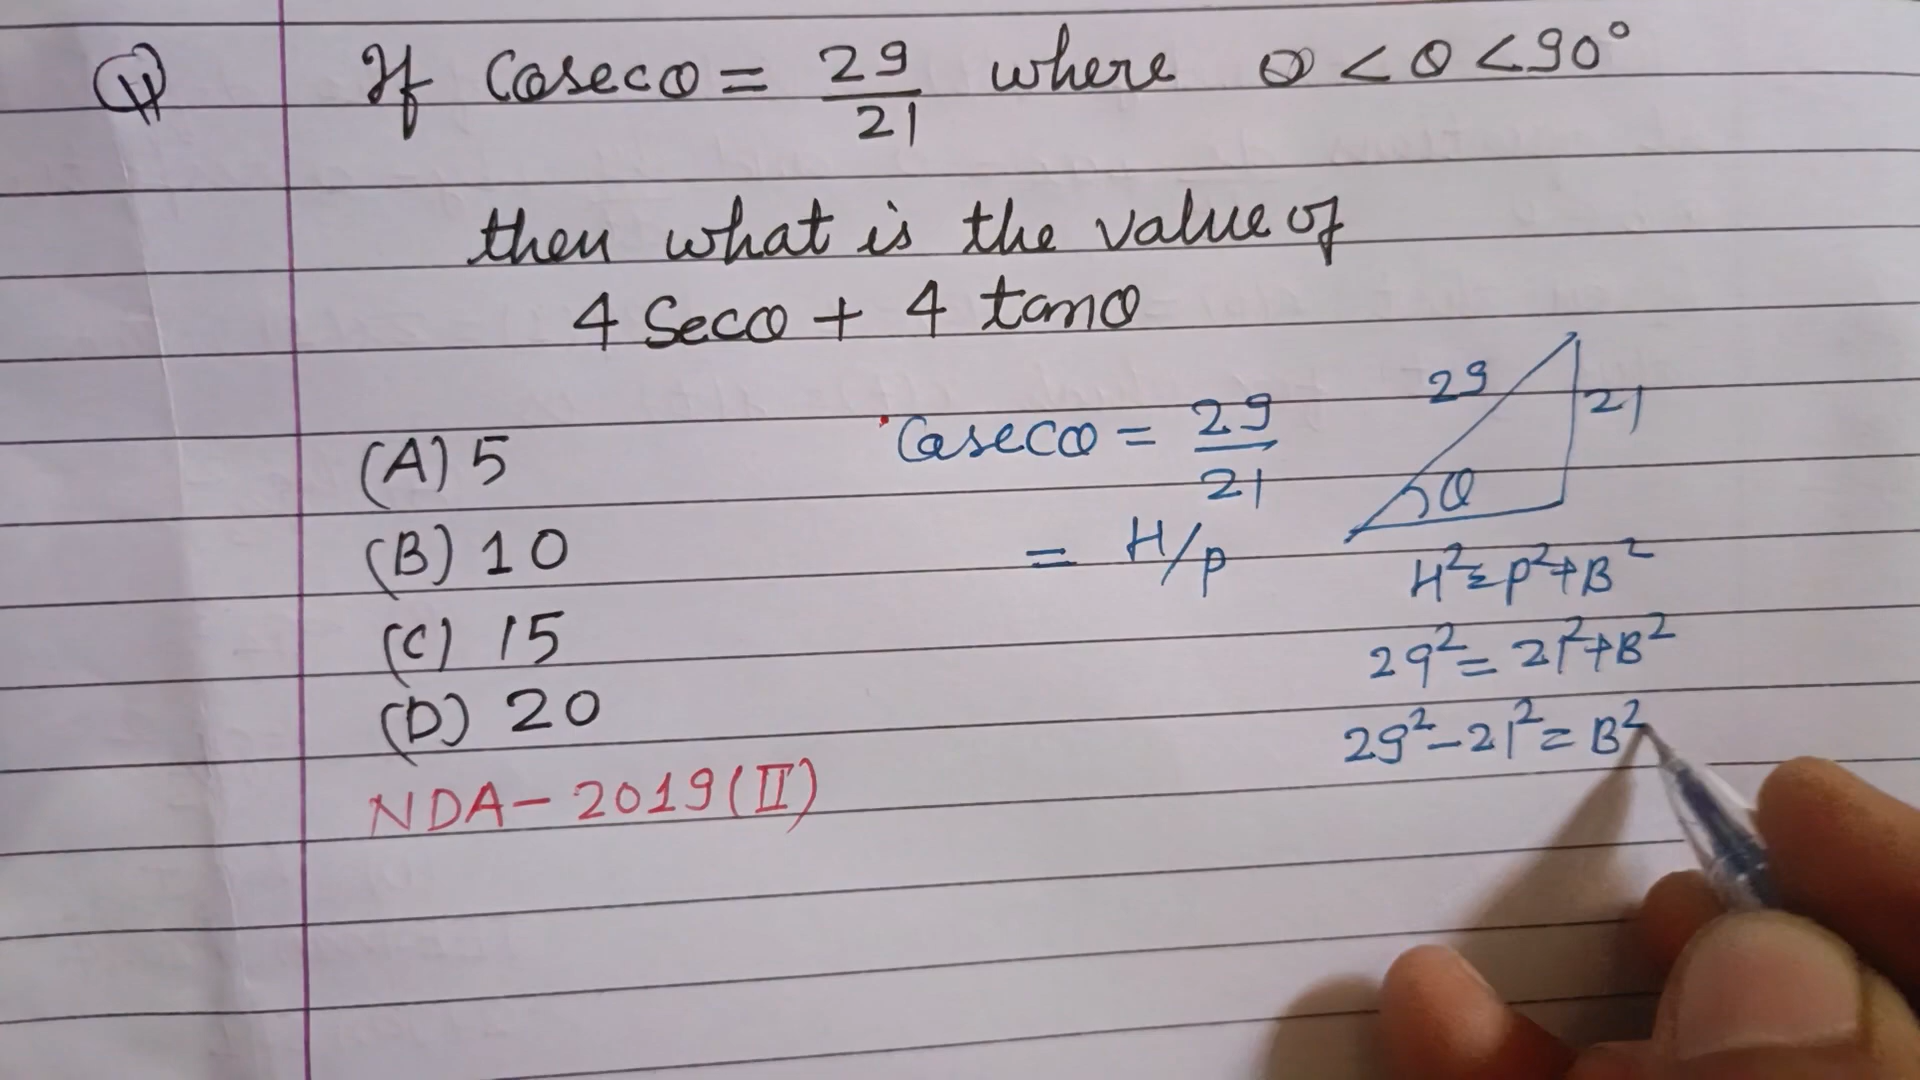 Q If Cosecθ = 29/21 where 0 < θ < 90°
then what is the value of
4 Secθ + 4 tanθ
(A) 5
(B) 10
(C) 15
(D) 20
NDA - 2019 (II)
Cosecθ = 29/21
= H/p
29
21
θ
H² = p² + B²
29² = 21² + B²
29² - 21² = B²